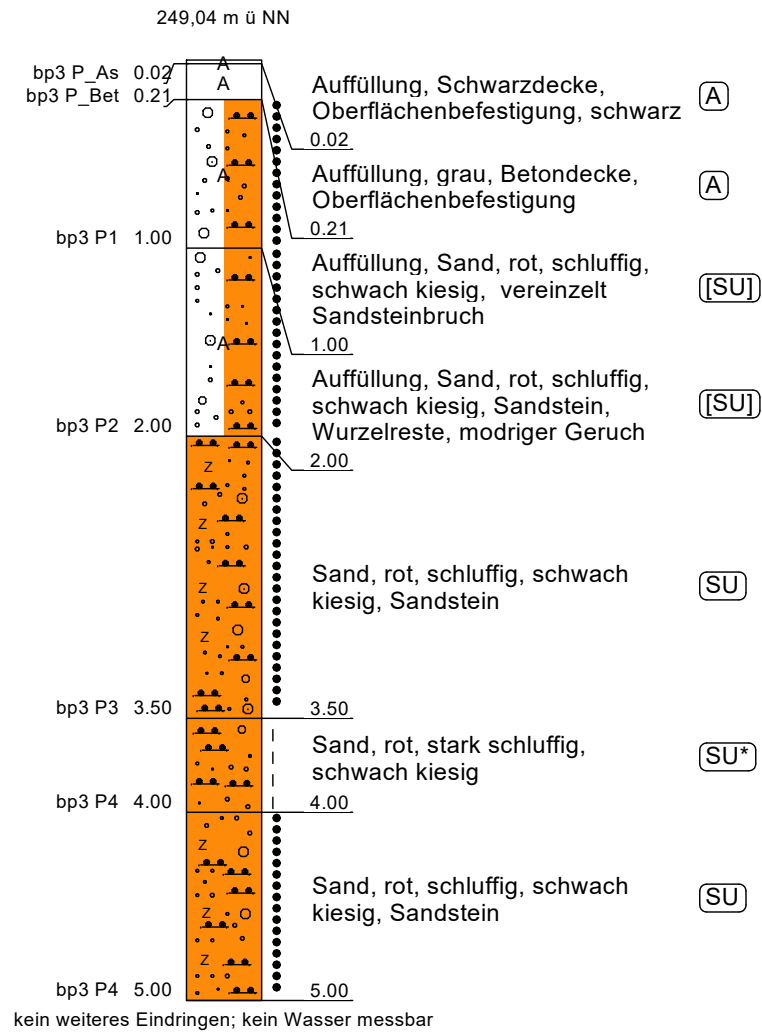 249,04 m ü NN
bp3 P_As 0.02
A
bp3 P_Bet 0.21
A
Auffüllung, Schwarzdecke,
Oberflächenbefestigung, schwarz
A
0.02
Auffüllung, grau, Betondecke,
Oberflächenbefestigung
A
0.21
A
bp3 P1 1.00
Auffüllung, Sand, rot, schluffig,
schwach kiesig, vereinzelt
Sandsteinbruch
[SU]
1.00
A
Auffüllung, Sand, rot, schluffig,
schwach kiesig, Sandstein,
Wurzelreste, modriger Geruch
[SU]
bp3 P2 2.00
2.00
Z
Z
Z
Z
Sand, rot, schluffig, schwach
kiesig, Sandstein
SU
bp3 P3 3.50
3.50
Sand, rot, stark schluffig,
schwach kiesig
SU*
bp3 P4 4.00
4.00
Z
Z
Z
Sand, rot, schluffig, schwach
kiesig, Sandstein
SU
bp3 P4 5.00
5.00
kein weiteres Eindringen; kein Wasser messbar